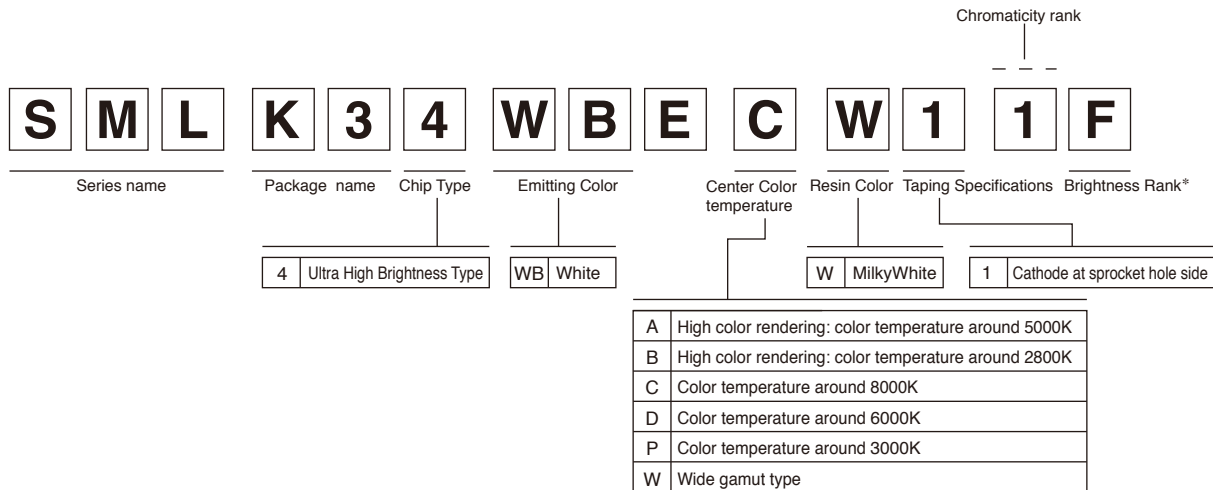 Chromaticity rank
S M L K 3 4 W B E C W 1 1 F
Series name Package name Chip Type Emitting Color Center Color temperature Resin Color Taping Specifications Brightness Rank*
4 Ultra High Brightness Type
WB White
W MilkyWhite
1 Cathode at sprocket hole side
A High color rendering: color temperature around 5000K
B High color rendering: color temperature around 2800K
C Color temperature around 8000K
D Color temperature around 6000K
P Color temperature around 3000K
W Wide gamut type